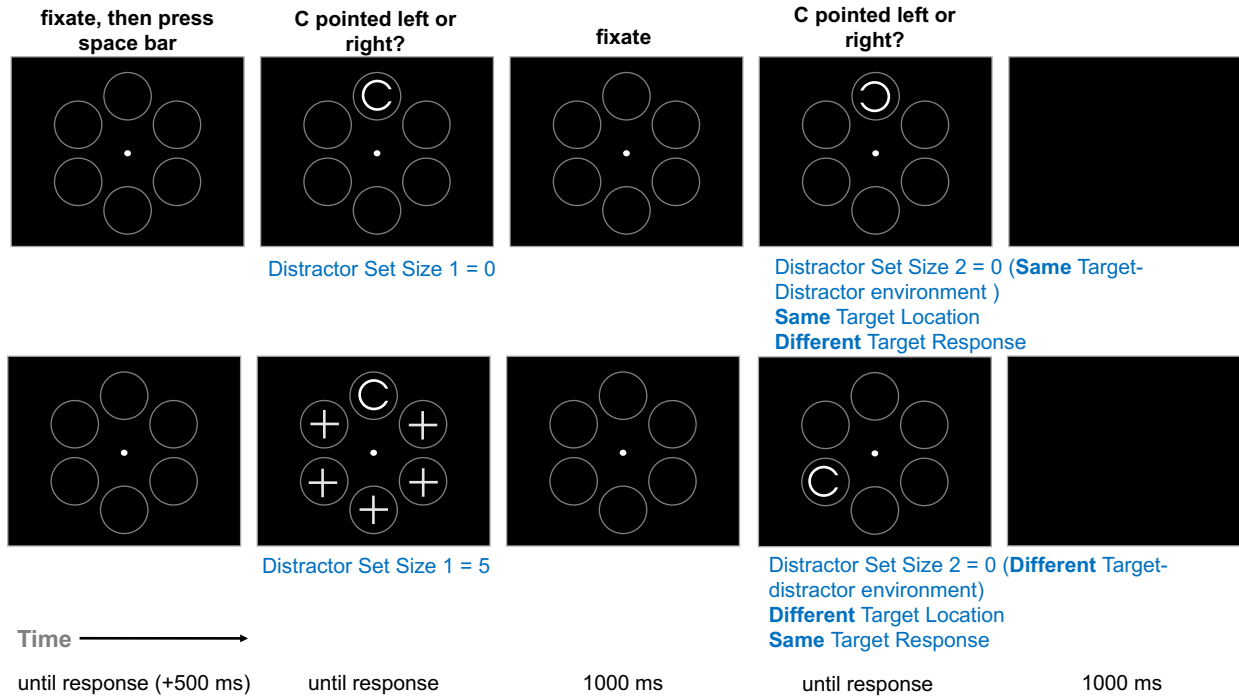 fixate, then press
space bar
C pointed left or
right?
fixate
C pointed left or
right?
Distractor Set Size 1 = 0
Distractor Set Size 2 = 0 (Same Target-
Distractor environment )
Same Target Location
Different Target Response
Distractor Set Size 1 = 5
Distractor Set Size 2 = 0 (Different Target-
distractor environment)
Different Target Location
Same Target Response
Time
until response (+500 ms)
until response
1000 ms
until response
1000 ms